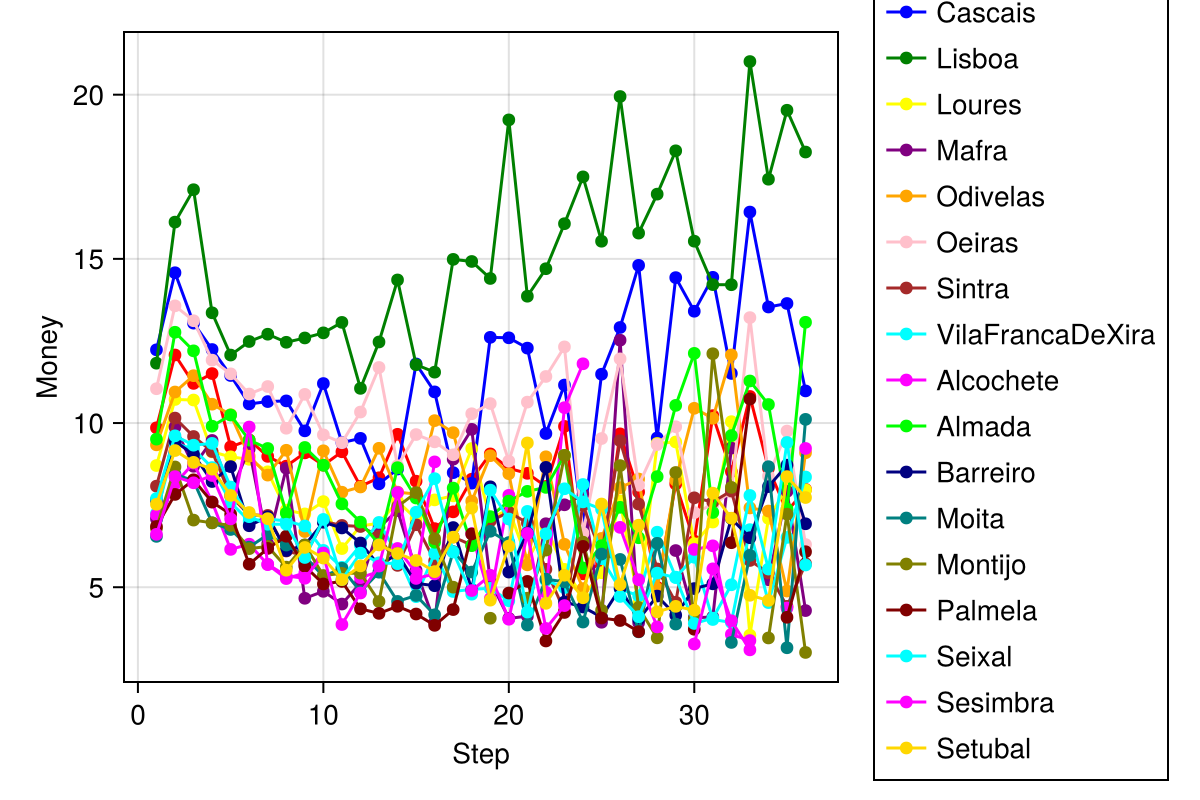 Cascais
Lisboa
Loures
Mafra
Odivelas
Oeiras
Sintra
VilaFrancaDeXira
Alcochete
Almada
Barreiro
Moita
Montijo
Palmela
Seixal
Sesimbra
Setubal
20
15
10
5
Money
0 10 20 30
Step